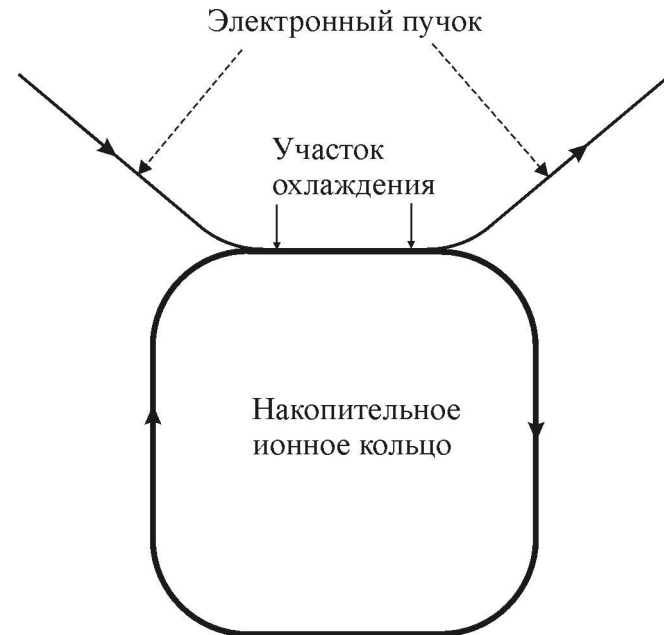 Электронный пучок
Участок
охлаждения
Накопительное
ионное кольцо